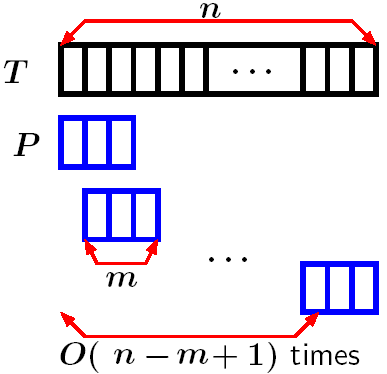 n
T ...
P
m ...
O( n − m + 1) times